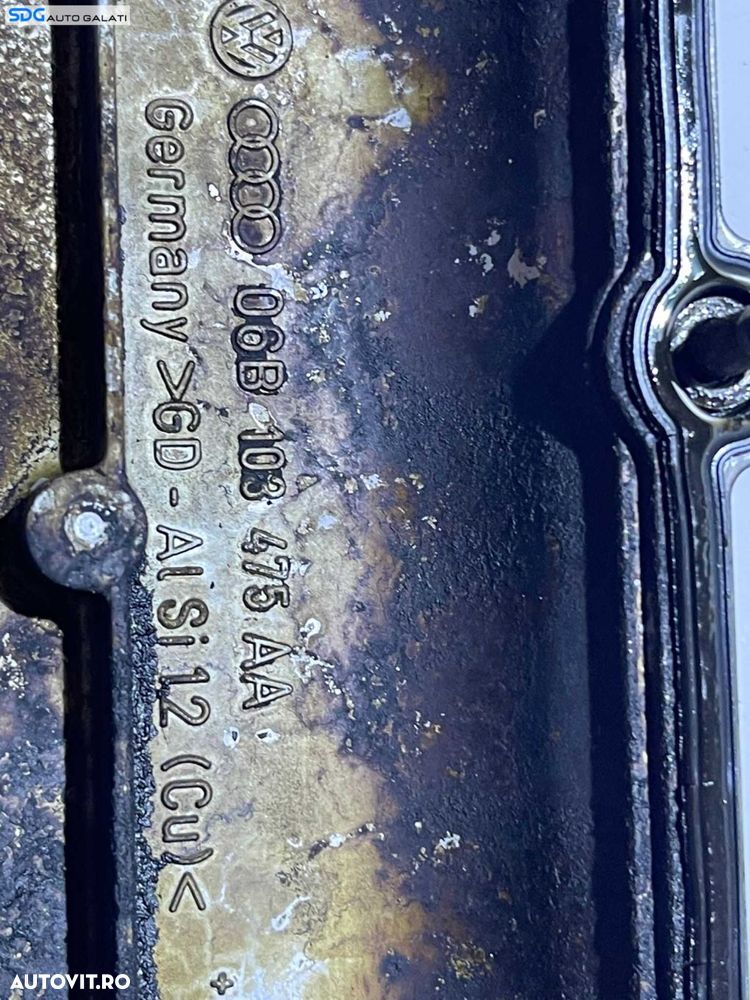 SDG AUTO GALATI
06B 103 475 AA
Germany >GD-AlSi12(Cu)<
AUTOVIT.RO